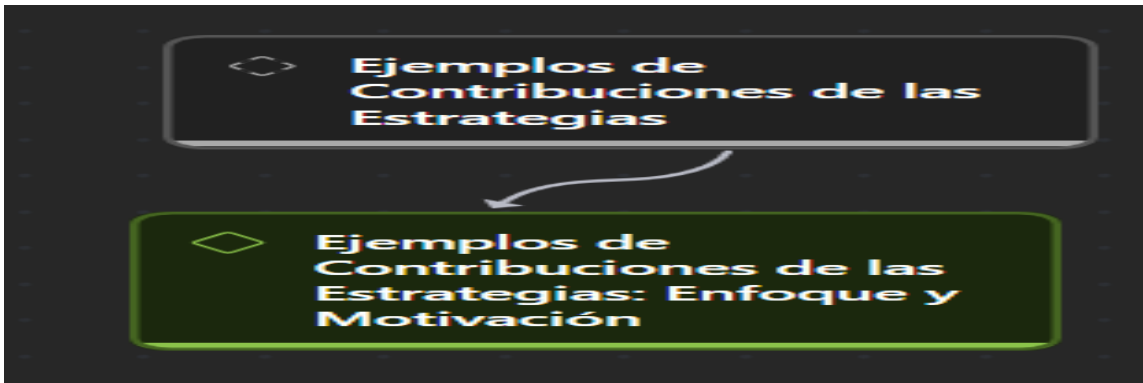 Ejemplos de
Contribuciones de las
Estrategias
Ejemplos de
Contribuciones de las
Estrategias: Enfoque y
Motivación